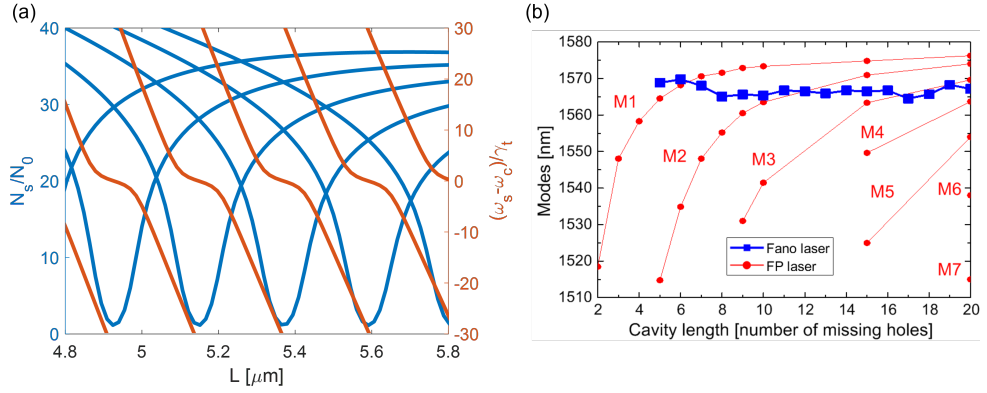 (a)
40
30
20
10
0
N_s/N_0
4.8
5
5.2
5.4
5.6
5.8
L [μm]
30
20
10
0
-10
-20
-30
(ω_s-ω_c)/γ_t
(b)
1580
1570
1560
1550
1540
1530
1520
1510
Modes [nm]
M1
M2
M3
M4
M5
M6
M7
Fano laser
FP laser
2 4 6 8 10 12 14 16 18 20
Cavity length [number of missing holes]